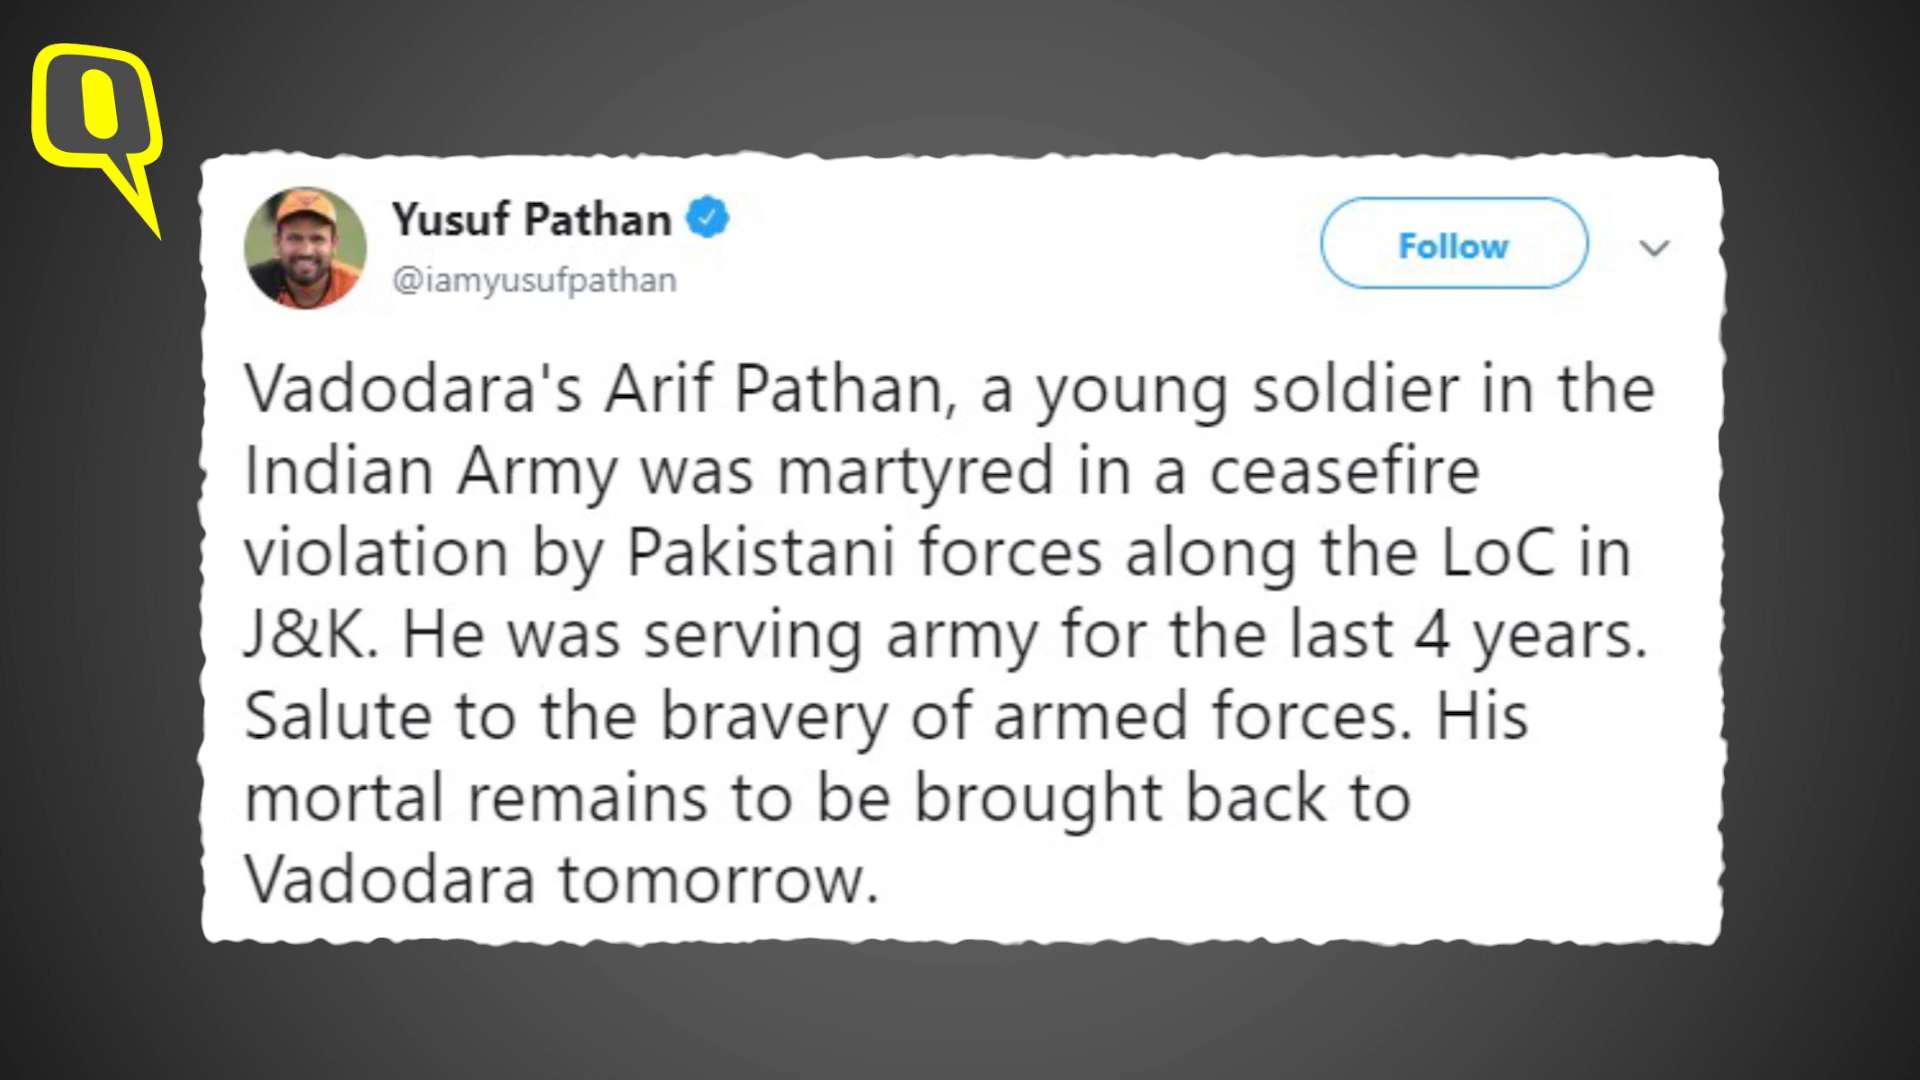 Yusuf Pathan
@iamyusufpathan
Follow
Vadodara's Arif Pathan, a young soldier in the
Indian Army was martyred in a ceasefire
violation by Pakistani forces along the LoC in
J&K. He was serving army for the last 4 years.
Salute to the bravery of armed forces. His
mortal remains to be brought back to
Vadodara tomorrow.